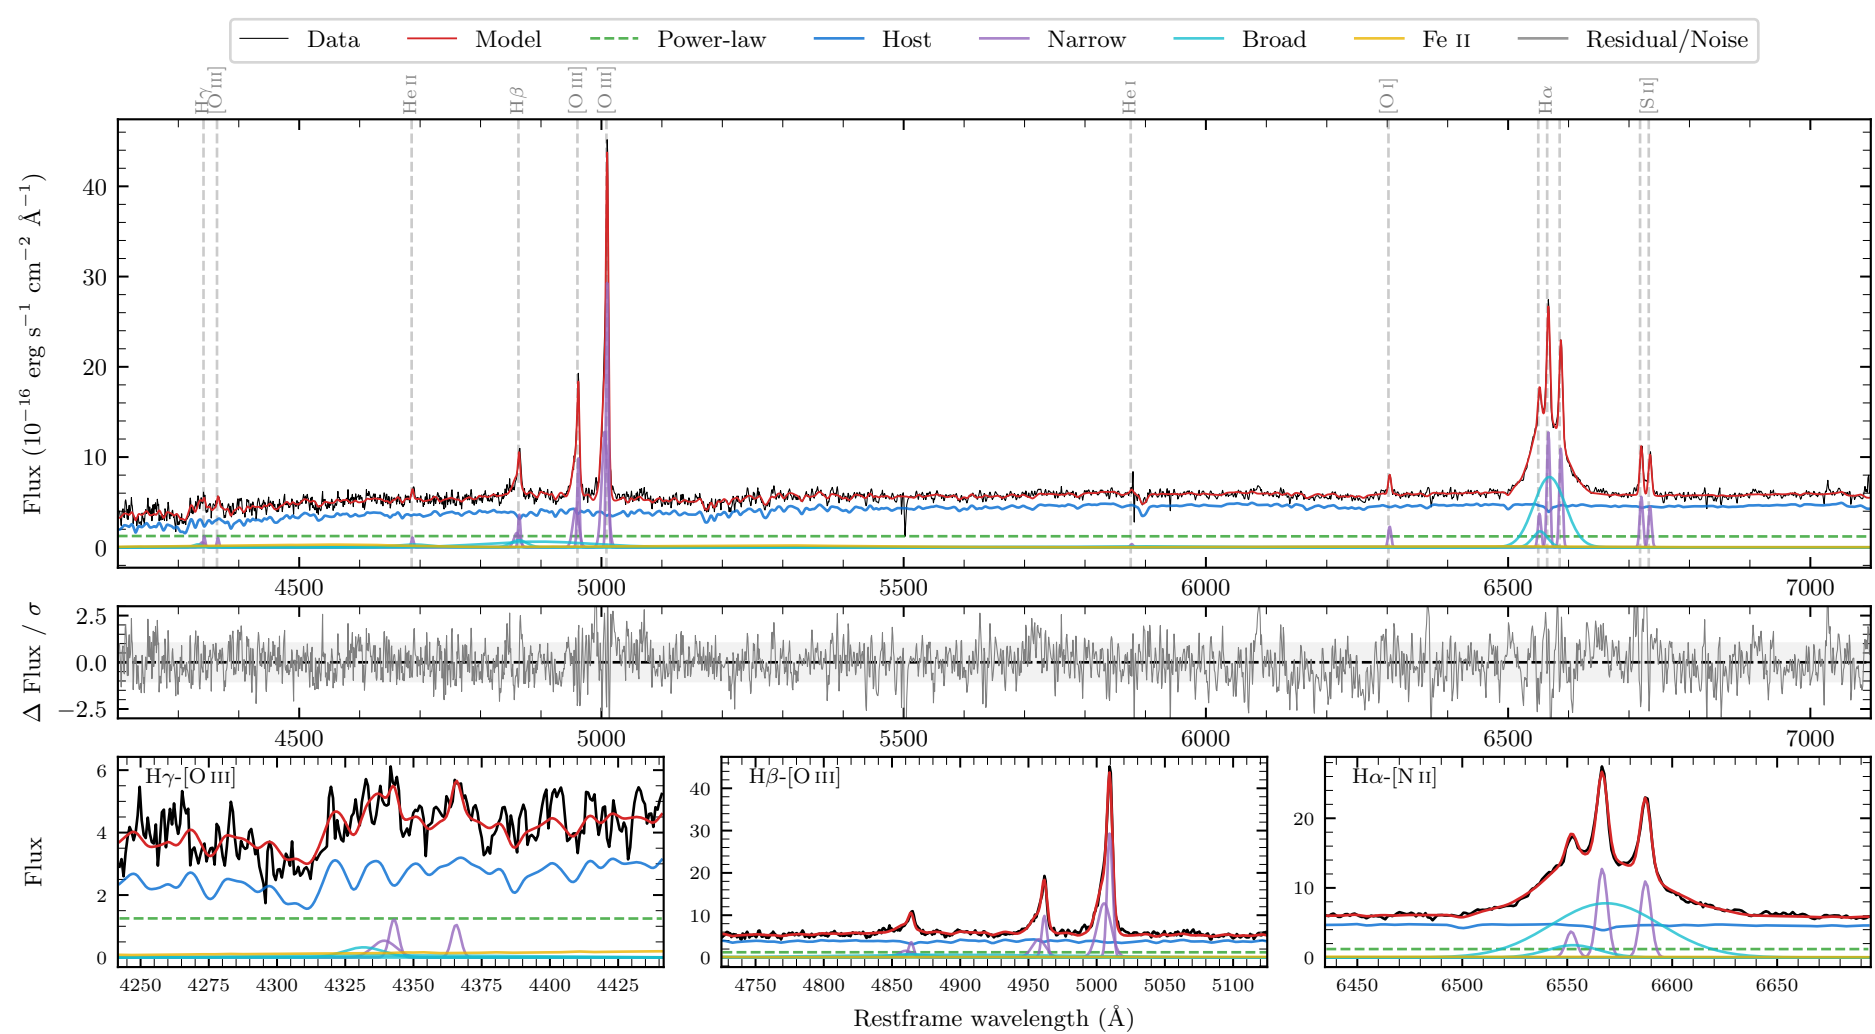 Data Model Power-law Host Narrow Broad Fe II Residual/Noise
Hγ [O III] He II Hβ [O III] [O III] He I [O I] Hα [S II]
Flux (10−16 erg s−1 cm−2 Å−1)
40
30
20
10
0
4500 5000 5500 6000 6500 7000
Δ Flux / σ
2.5
0.0
−2.5
4500 5000 5500 6000 6500 7000
Flux
Hγ-[O III]
6
4
2
0
4250 4275 4300 4325 4350 4375 4400 4425
Hβ-[O III]
40
30
20
10
0
4750 4800 4850 4900 4950 5000 5050 5100
Hα-[N II]
20
10
0
6450 6500 6550 6600 6650
Restframe wavelength (Å)